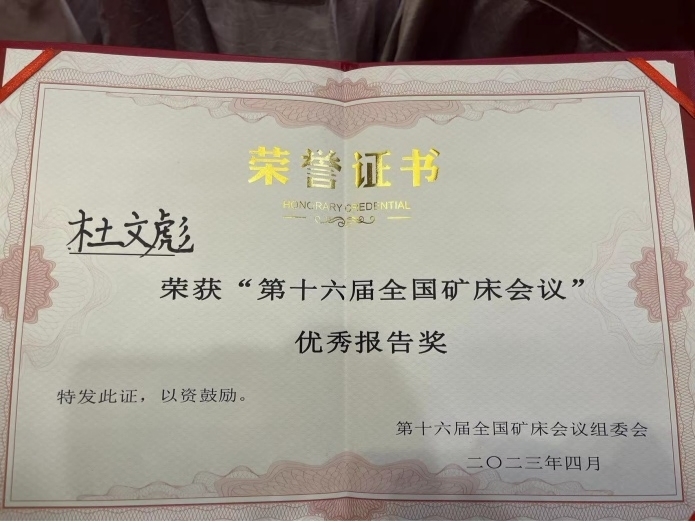 荣誉证书
HONORARY CREDENTIAL
杜文彪
荣获“第十六届全国矿床会议”
优秀报告奖
特发此证，以资鼓励。
第十六届全国矿床会议组委会
二〇二三年四月